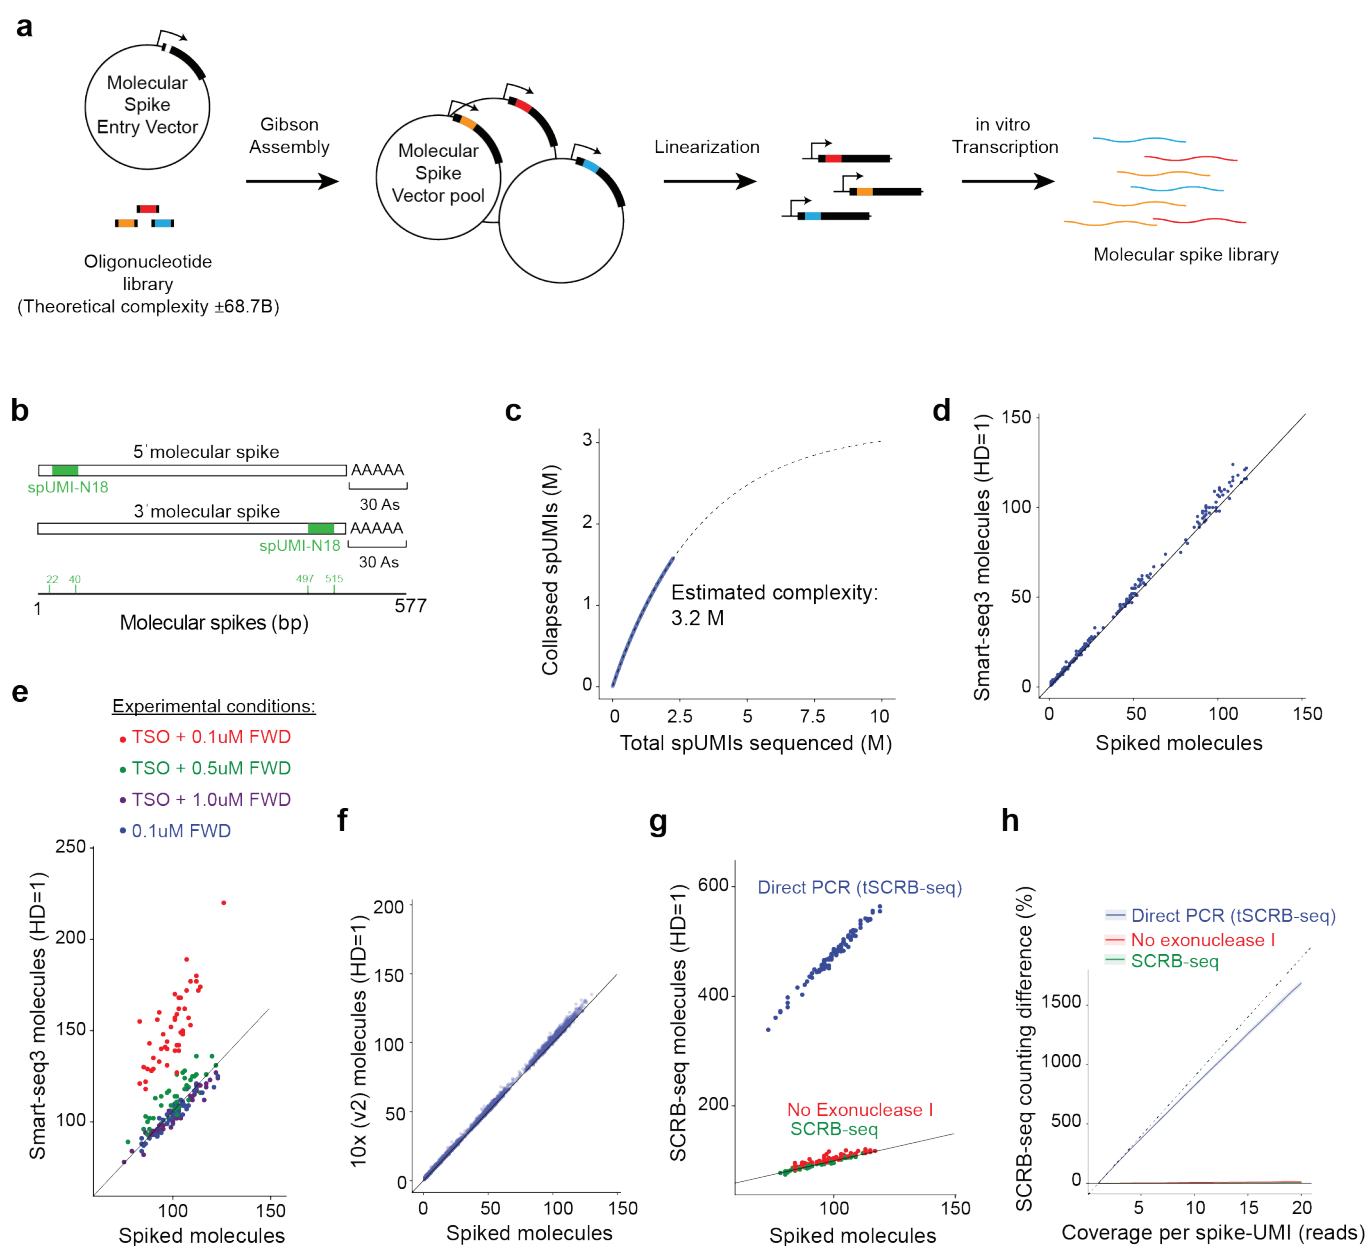 a
Molecular
Spike
Entry Vector
Oligonucleotide
library
(Theoretical complexity ±68.7B)
Gibson
Assembly
Molecular
Spike
Vector pool
Linearization
in vitro
Transcription
Molecular spike library
b
5' molecular spike
AAAAA
spUMI-N18
30 As
3' molecular spike
AAAAA
spUMI-N18
30 As
22 40 497 515
1 577
Molecular spikes (bp)
c
Collapsed spUMIs (M)
3
2
1
0
Estimated complexity:
3.2 M
0 2.5 5 7.5 10
Total spUMIs sequenced (M)
d
Smart-seq3 molecules (HD=1)
150
100
50
0
0 50 100 150
Spiked molecules
e
Experimental conditions:
TSO + 0.1uM FWD
TSO + 0.5uM FWD
TSO + 1.0uM FWD
0.1uM FWD
Smart-seq3 molecules (HD=1)
250
200
150
100
100 150
Spiked molecules
f
10x (v2) molecules (HD=1)
200
150
100
50
0
0 50 100 150
Spiked molecules
g
SCRB-seq molecules (HD=1)
600
400
200
Direct PCR (tSCRB-seq)
No Exonuclease I
SCRB-seq
100 150
Spiked molecules
h
SCRB-seq counting difference (%)
Direct PCR (tSCRB-seq)
No exonuclease I
SCRB-seq
1500
1000
500
0
5 10 15 20
Coverage per spike-UMI (reads)